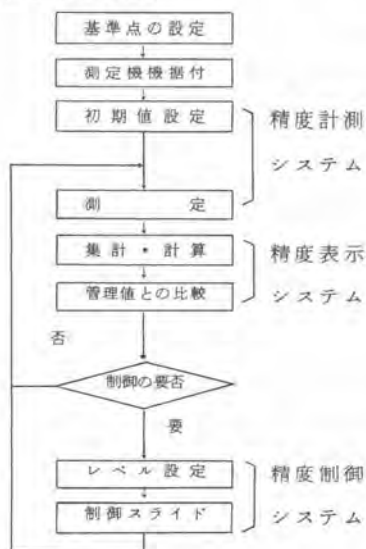 基準点の設定
測定機機据付
初期値設定
精度計測
システム
測定
集計・計算
精度表示
管理値との比較
システム
否
制御の要否
要
レベル設定
精度制御
制御スライド
システム